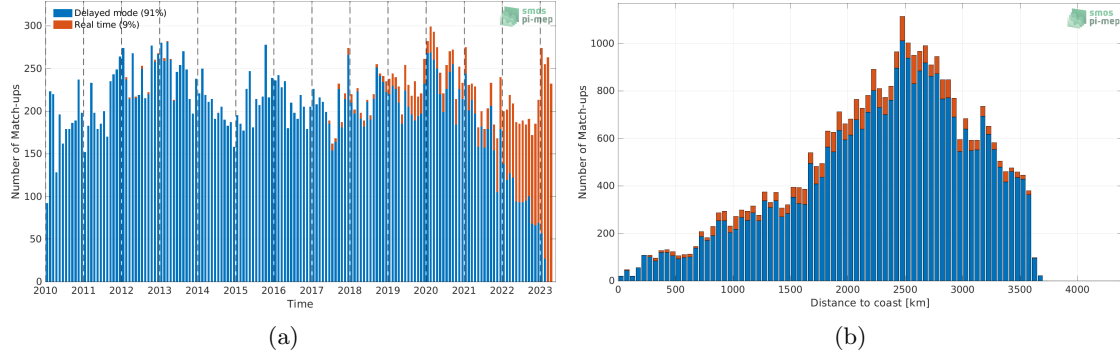 Delayed mode (91%)
Real time (9%)
smos
pi-mep
300
250
200
150
100
50
0
Number of Match-ups
2010 2011 2012 2013 2014 2015 2016 2017 2018 2019 2020 2021 2022 2023
Time
(a)
smos
pi-mep
1000
800
600
400
200
0
Number of Match-ups
0 500 1000 1500 2000 2500 3000 3500 4000
Distance to coast [km]
(b)